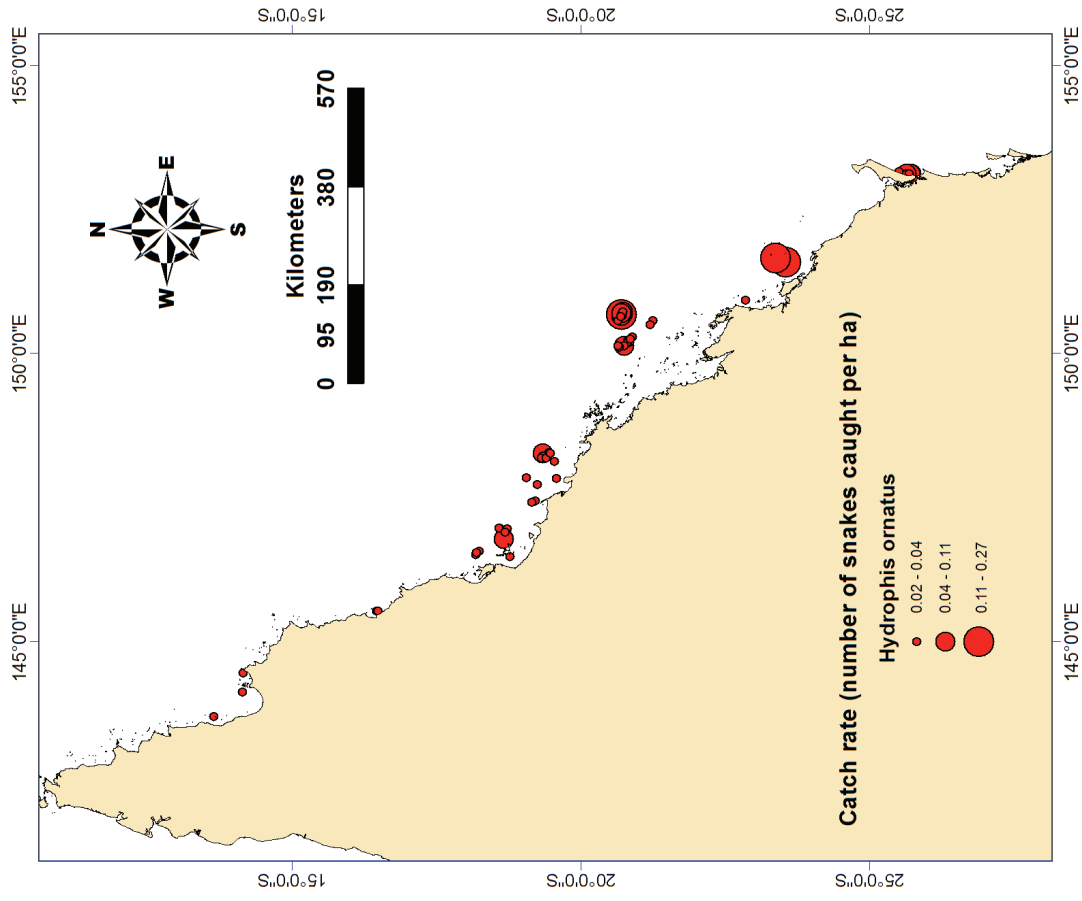 15°0'0"S
20°0'0"S
25°0'0"S
155°0'0"E
150°0'0"E
145°0'0"E
155°0'0"E
150°0'0"E
145°0'0"E
15°0'0"S
20°0'0"S
25°0'0"S
N
E
S
W
Kilometers
0 95 190 380 570
Catch rate (number of snakes caught per ha)
Hydrophis ornatus
0.02 - 0.04
0.04 - 0.11
0.11 - 0.27